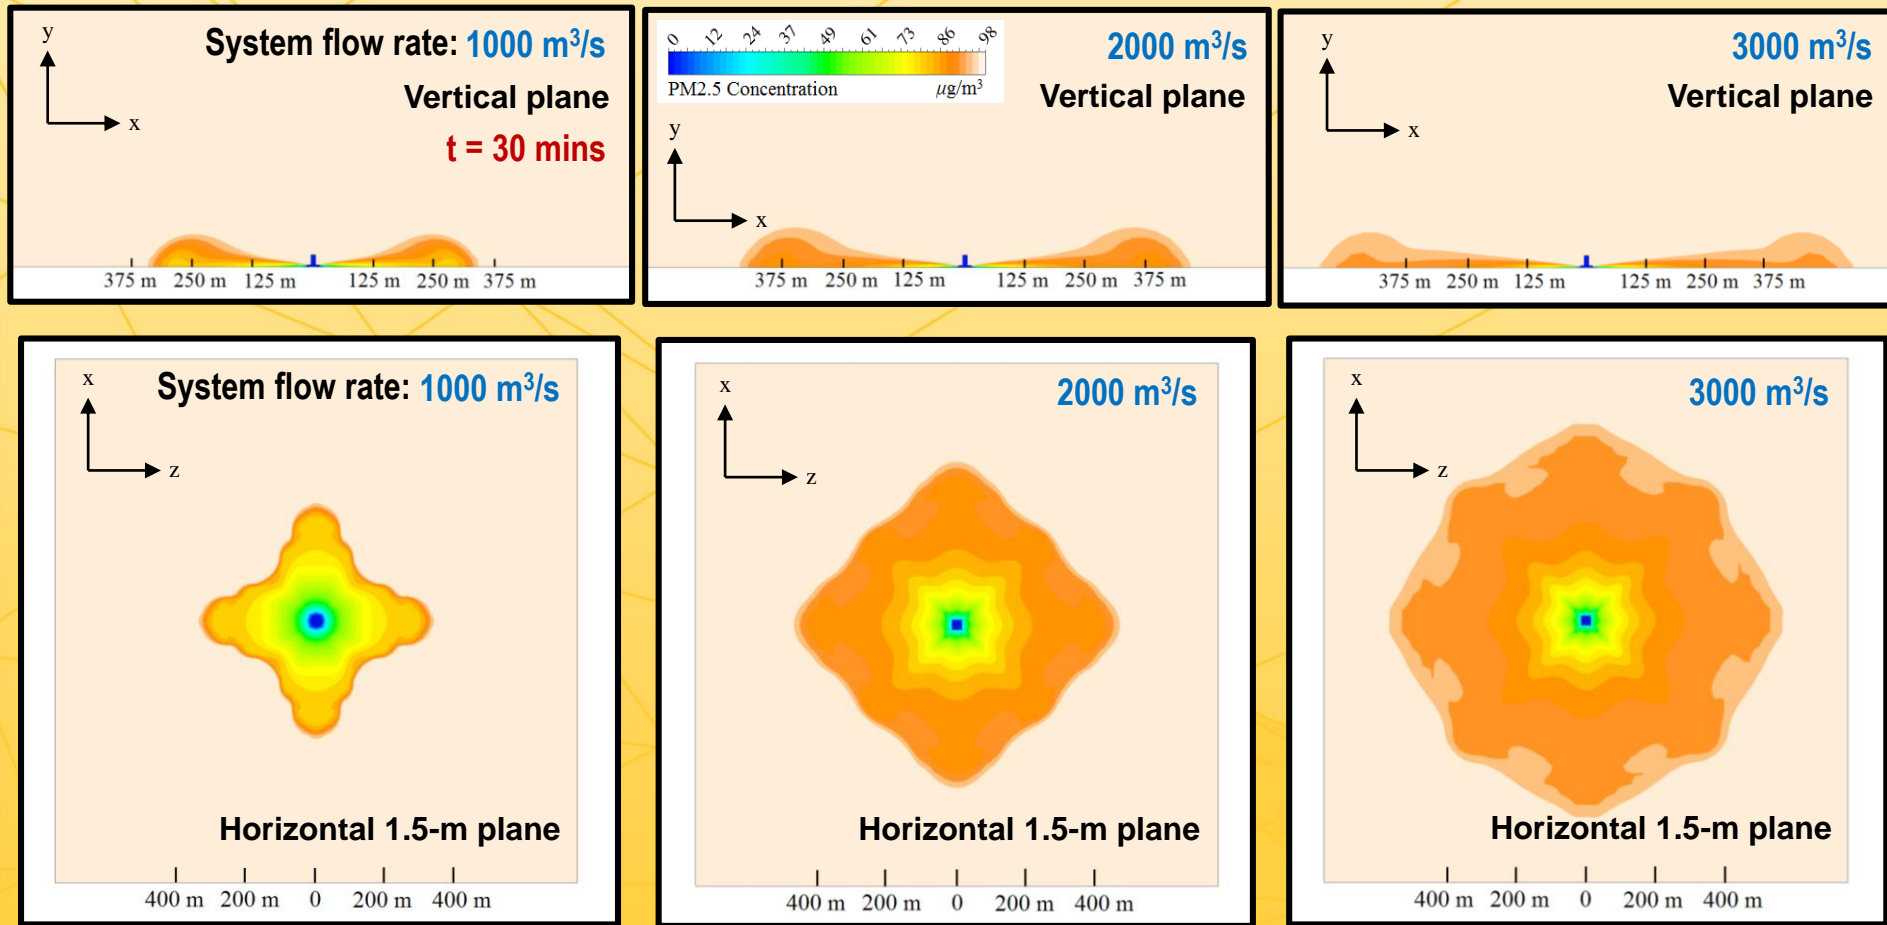 y
x
System flow rate: 1000 m³/s
Vertical plane
t = 30 mins
375 m 250 m 125 m 125 m 250 m 375 m
0 12 24 37 49 61 73 86 98
PM2.5 Concentration μg/m³
2000 m³/s
Vertical plane
y
x
375 m 250 m 125 m 125 m 250 m 375 m
3000 m³/s
Vertical plane
y
x
375 m 250 m 125 m 125 m 250 m 375 m
x
z
System flow rate: 1000 m³/s
Horizontal 1.5-m plane
400 m 200 m 0 200 m 400 m
x
z
2000 m³/s
Horizontal 1.5-m plane
400 m 200 m 0 200 m 400 m
x
z
3000 m³/s
Horizontal 1.5-m plane
400 m 200 m 0 200 m 400 m